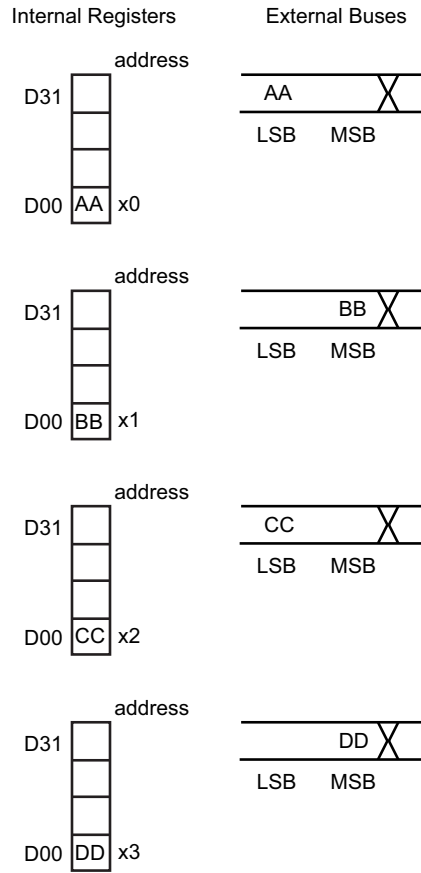 Internal Registers External Buses
address
D31 AA
LSB MSB
D00 AA x0
address
D31 BB
LSB MSB
D00 BB x1
address
D31 CC
LSB MSB
D00 CC x2
address
D31 DD
LSB MSB
D00 DD x3